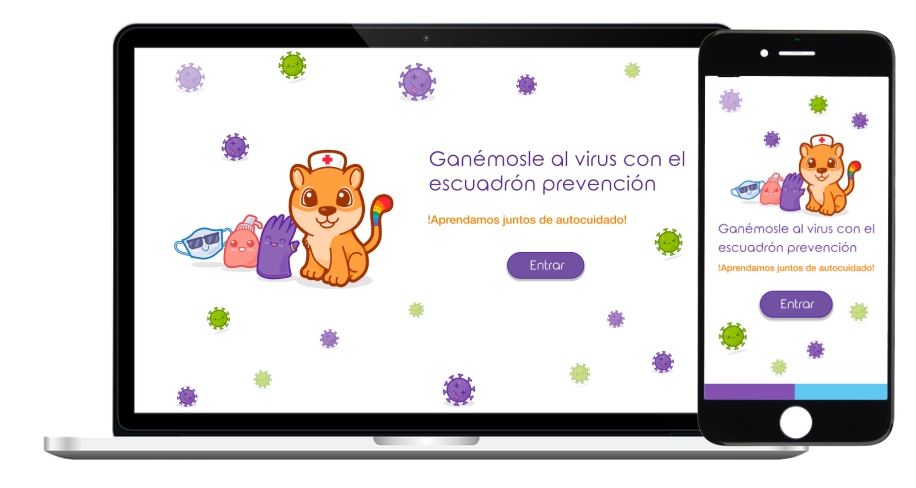 Ganémosle al virus con el
escuadrón prevención
!Aprendamos juntos de autocuidado!
Entrar
Ganémosle al virus con el
escuadrón prevención
!Aprendamos juntos de autocuidado!
Entrar